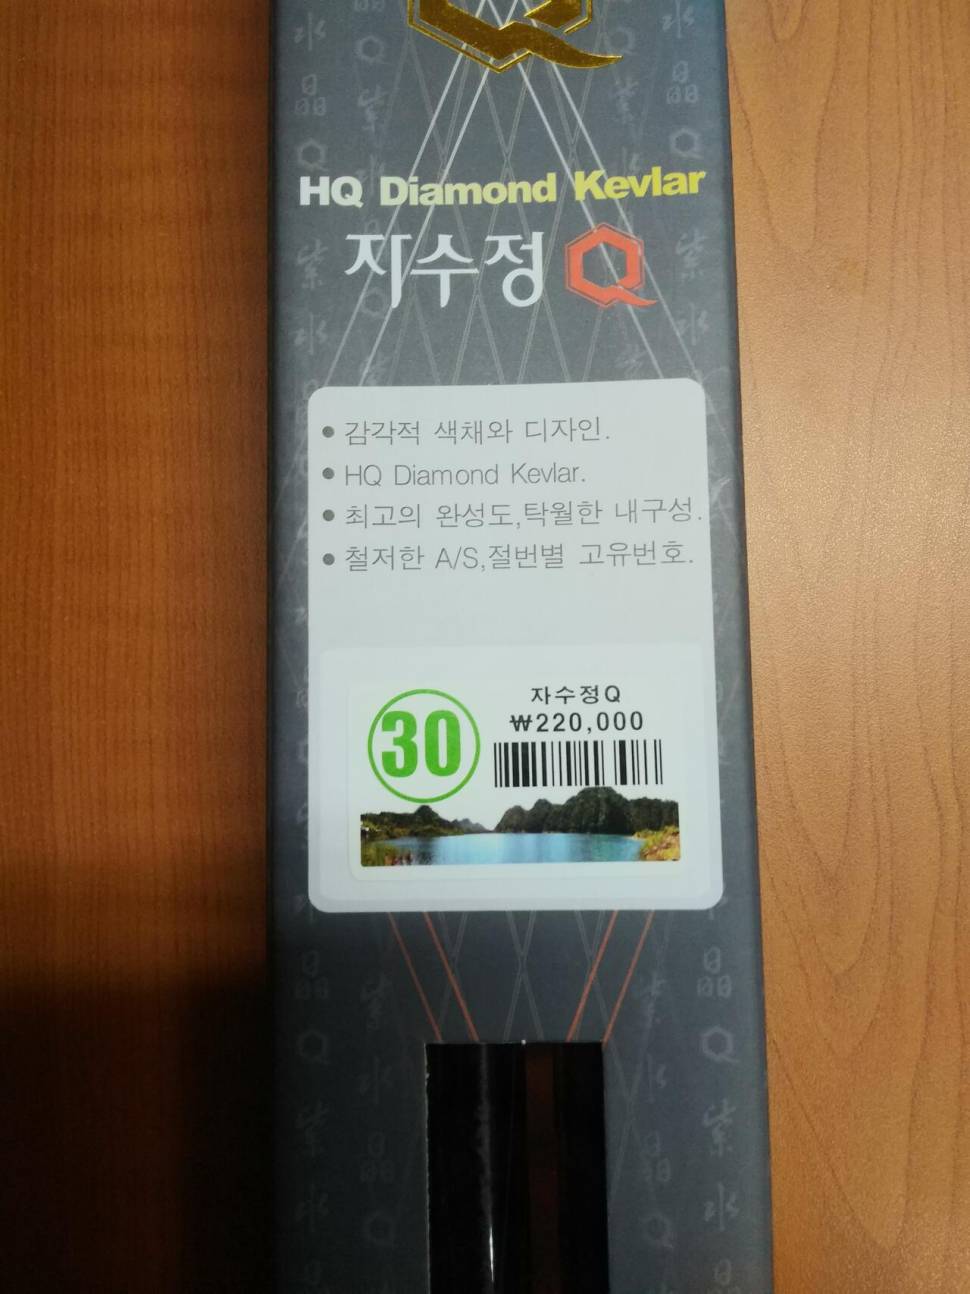 Q
HQ Diamond Kevlar
자수정 Q
• 감각적 색채와 디자인.
• HQ Diamond Kevlar.
• 최고의 완성도,탁월한 내구성.
• 철저한 A/S,절번별 고유번호.
30
자수정Q
₩220,000